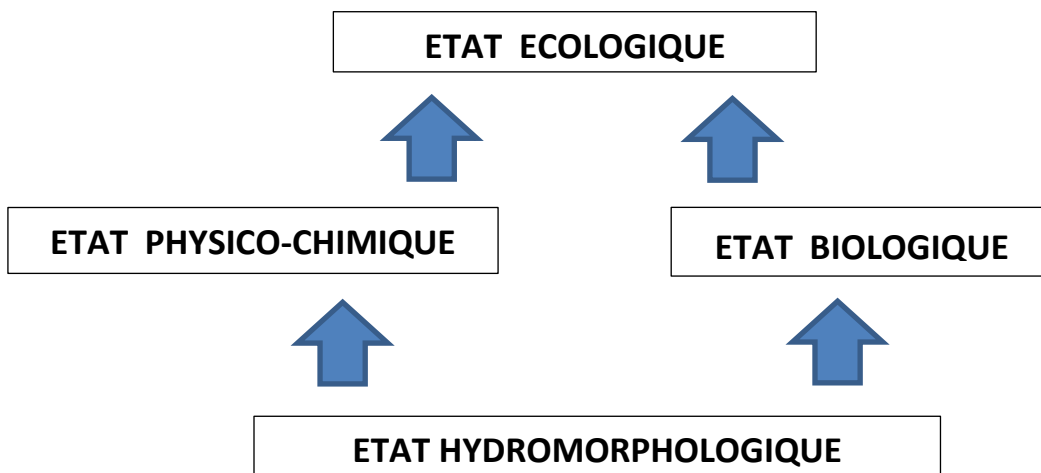 ETAT ECOLOGIQUE
ETAT PHYSICO-CHIMIQUE
ETAT BIOLOGIQUE
ETAT HYDROMORPHOLOGIQUE